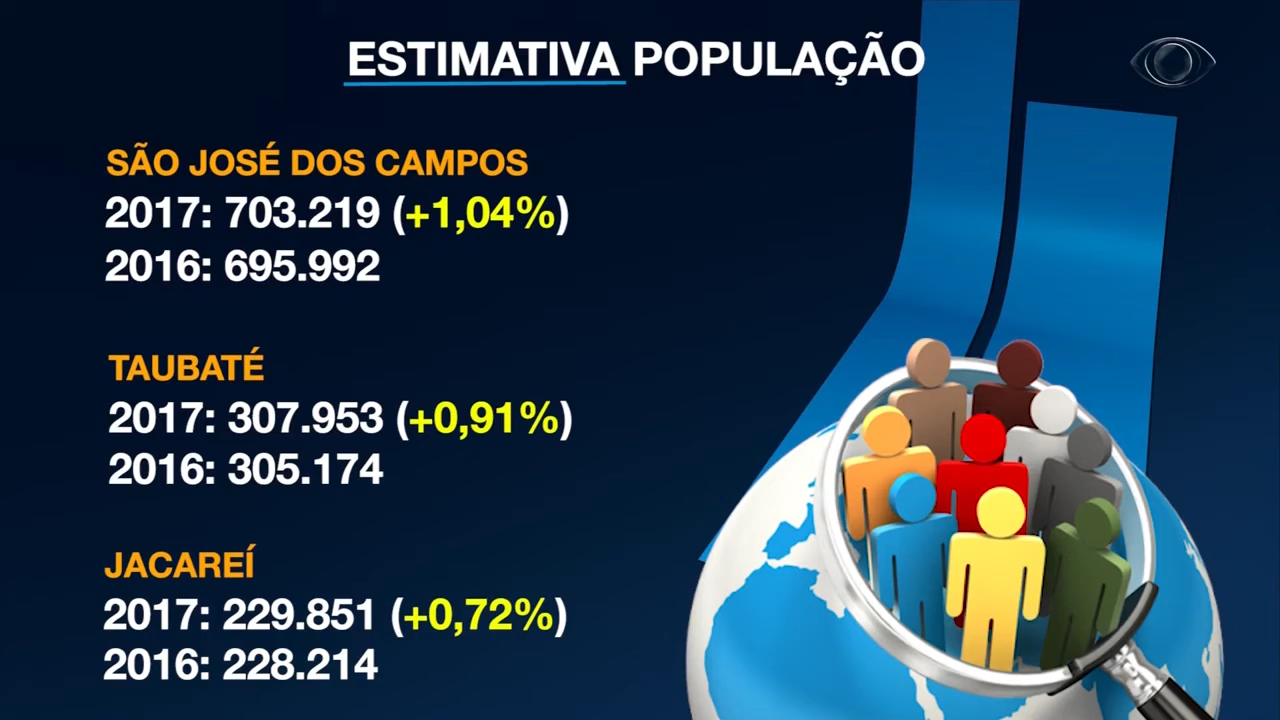 ESTIMATIVA POPULAÇÃO
SÃO JOSÉ DOS CAMPOS
2017: 703.219 (+1,04%)
2016: 695.992
TAUBATÉ
2017: 307.953 (+0,91%)
2016: 305.174
JACAREÍ
2017: 229.851 (+0,72%)
2016: 228.214